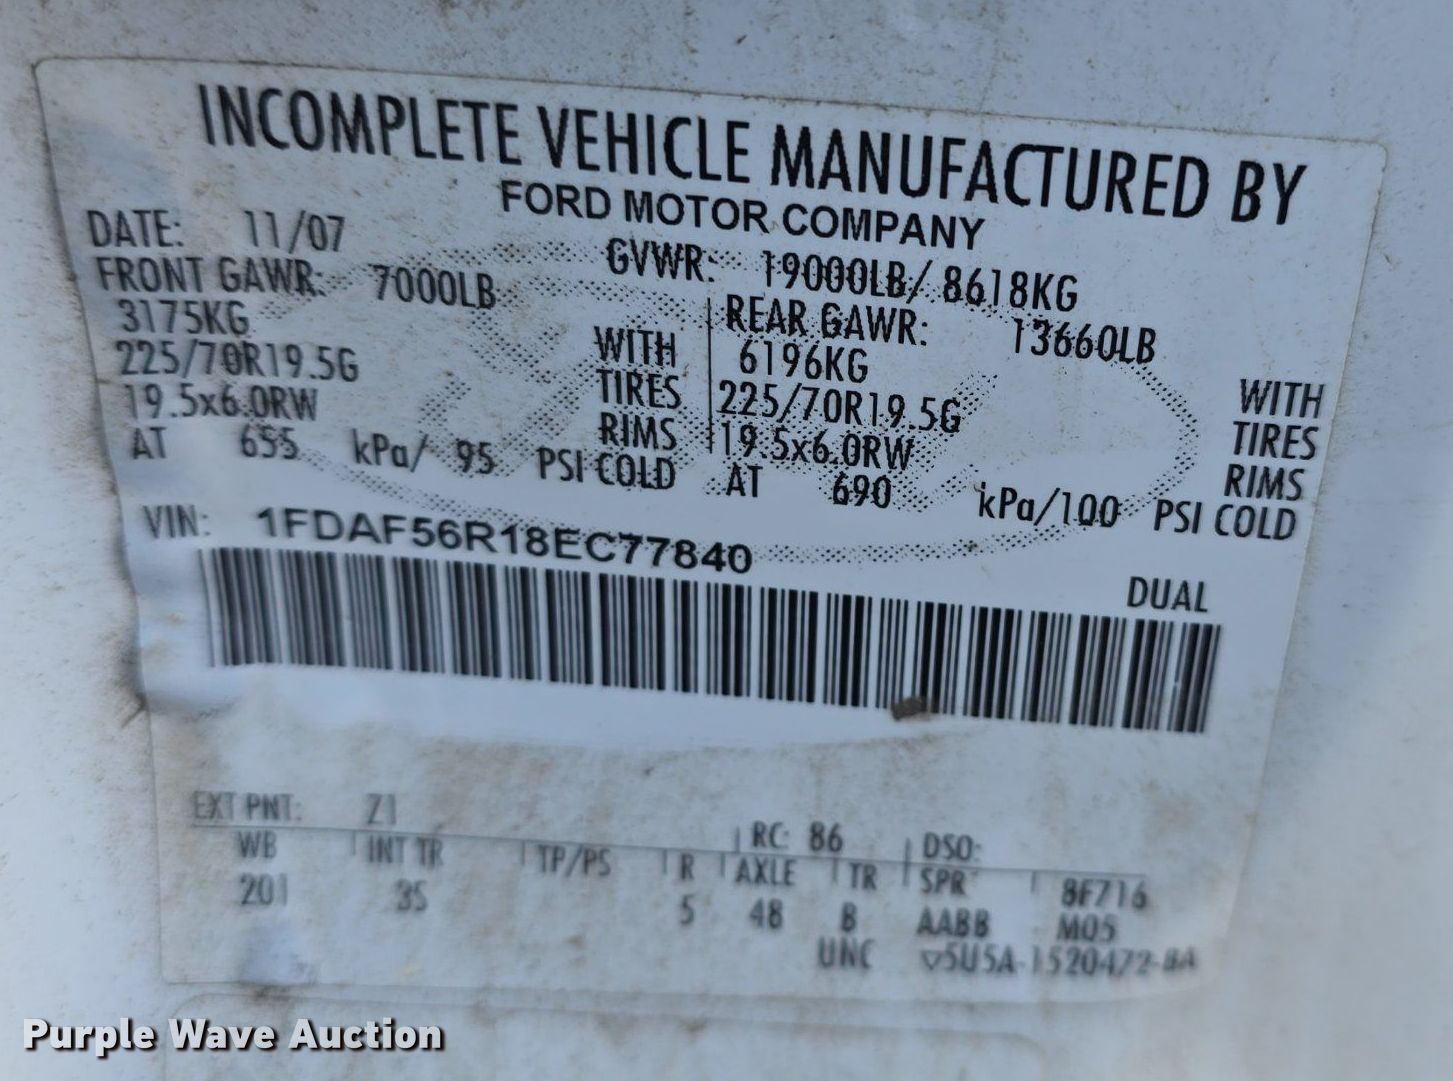 INCOMPLETE VEHICLE MANUFACTURED BY
FORD MOTOR COMPANY
DATE: 11/07
GVWR: 19000LB/ 8618KG
FRONT GAWR: 7000LB
3175KG WITH
225/70R19.5G TIRES
19.5x6.0RW RIMS
AT 655 kPa/ 95 PSI COLD
REAR GAWR: 13660LB
6196KG WITH
225/70R19.5G TIRES
19.5x6.0RW RIMS
AT 690 kPa/100 PSI COLD
VIN: 1FDAF56R18EC77840
DUAL
EXT PNT: Z1 RC: 86 DSO:
WB INT TR TP/PS R AXLE TR SPR 8F716
201 35 5 48 B AABB MQ5
UNC ▽5U5A-1520472-8A
Purple Wave Auction